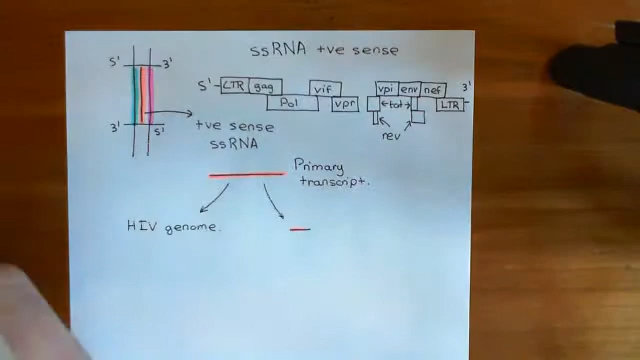 ssRNA +ve sense
5' 3'
3' 5'
+ve sense
ssRNA
5' LTR gag Pol vif vpr vpi env nef LTR 3'
tat
rev
Primary
transcript.
HIV genome.